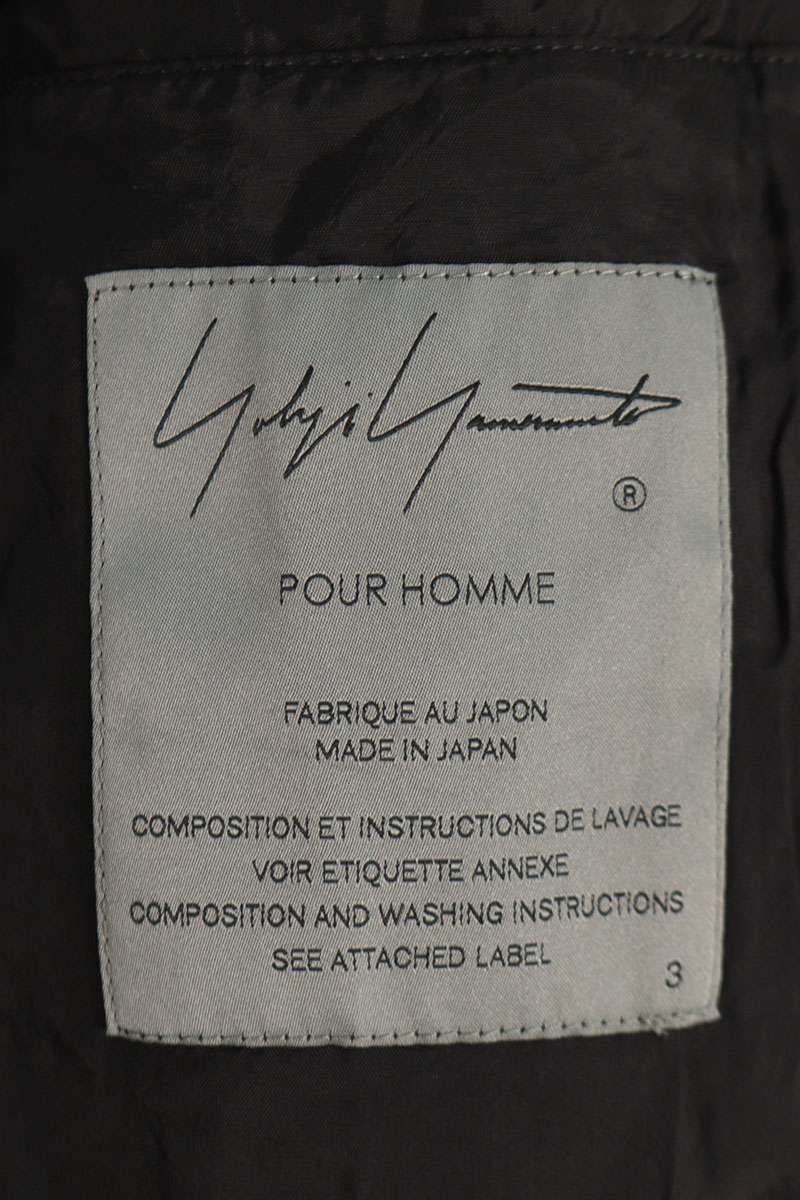 Yohji Yamamoto
®
POUR HOMME
FABRIQUE AU JAPON
MADE IN JAPAN
COMPOSITION ET INSTRUCTIONS DE LAVAGE
VOIR ETIQUETTE ANNEXE
COMPOSITION AND WASHING INSTRUCTIONS
SEE ATTACHED LABEL
3